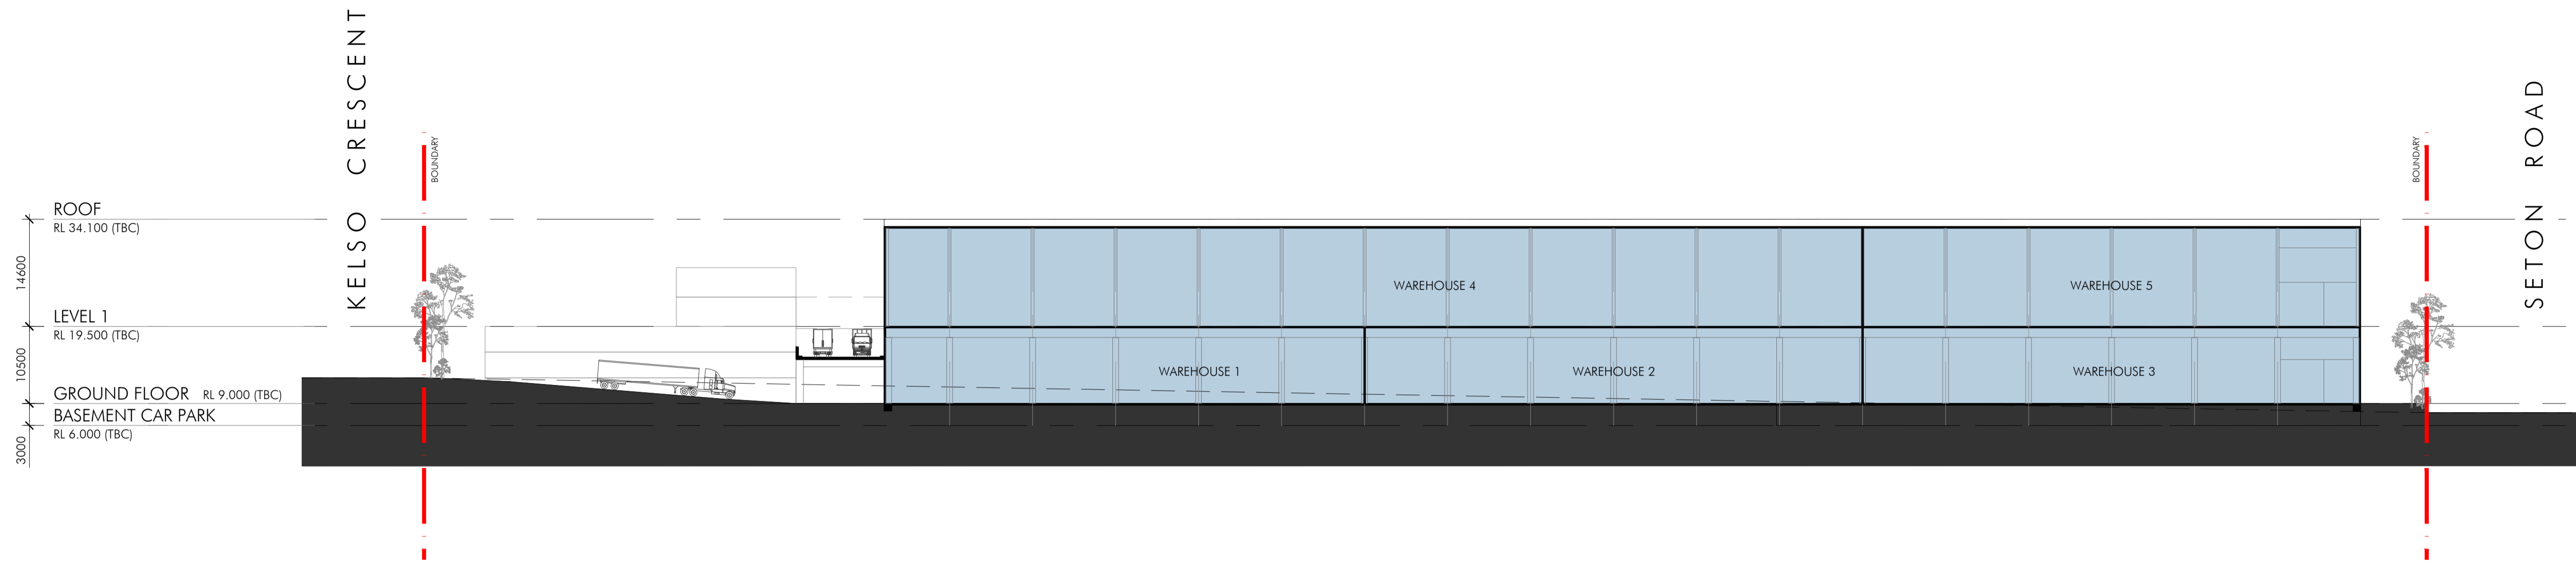 KELSO CRESCENT
SETON ROAD
BOUNDARY
BOUNDARY
ROOF
RL 34.100 (TBC)
14600
LEVEL 1
RL 19.500 (TBC)
10500
GROUND FLOOR RL 9.000 (TBC)
BASEMENT CAR PARK
RL 6.000 (TBC)
3000
WAREHOUSE 4
WAREHOUSE 5
WAREHOUSE 1
WAREHOUSE 2
WAREHOUSE 3